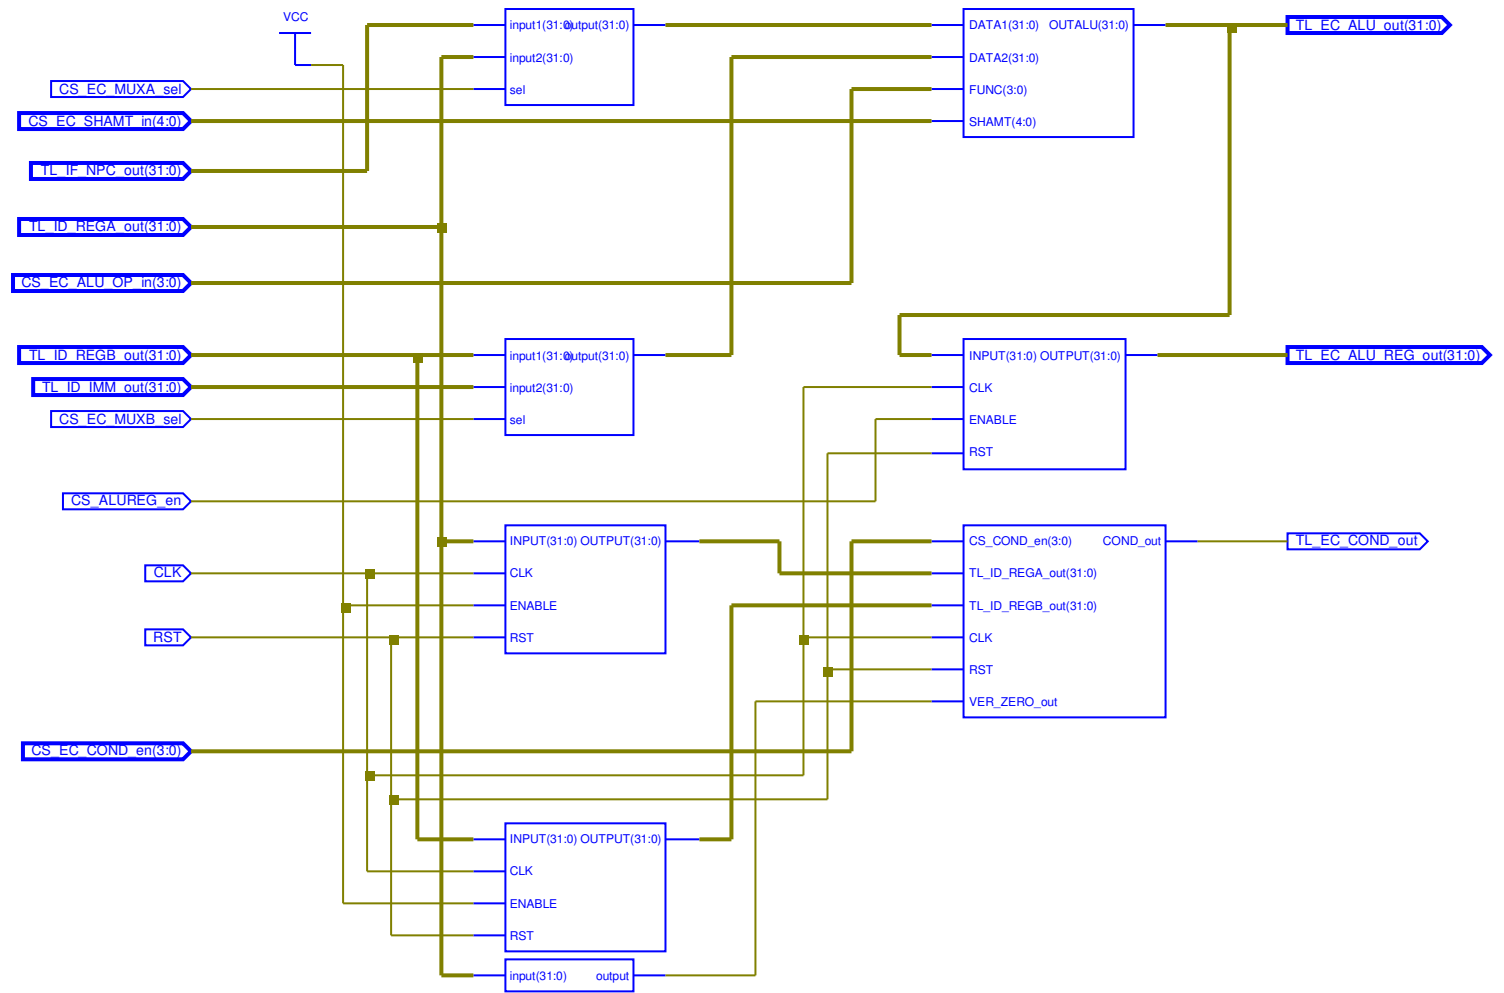 VCC
CS_EC_MUXA_sel
CS_EC_SHAMT_in(4:0)
TL_IF_NPC_out(31:0)
TL_ID_REGA_out(31:0)
CS_EC_ALU_OP_in(3:0)
TL_ID_REGB_out(31:0)
TL_ID_IMM_out(31:0)
CS_EC_MUXB_sel
CS_ALUREG_en
CLK
RST
CS_EC_COND_en(3:0)
input1(31:0) output(31:0)
input2(31:0)
sel
input1(31:0) output(31:0)
input2(31:0)
sel
INPUT(31:0) OUTPUT(31:0)
CLK
ENABLE
RST
INPUT(31:0) OUTPUT(31:0)
CLK
ENABLE
RST
input(31:0) output
DATA1(31:0) OUTALU(31:0)
DATA2(31:0)
FUNC(3:0)
SHAMT(4:0)
INPUT(31:0) OUTPUT(31:0)
CLK
ENABLE
RST
CS_COND_en(3:0) COND_out
TL_ID_REGA_out(31:0)
TL_ID_REGB_out(31:0)
CLK
RST
VER_ZERO_out
TL_EC_ALU_out(31:0)
TL_EC_ALU_REG_out(31:0)
TL_EC_COND_out